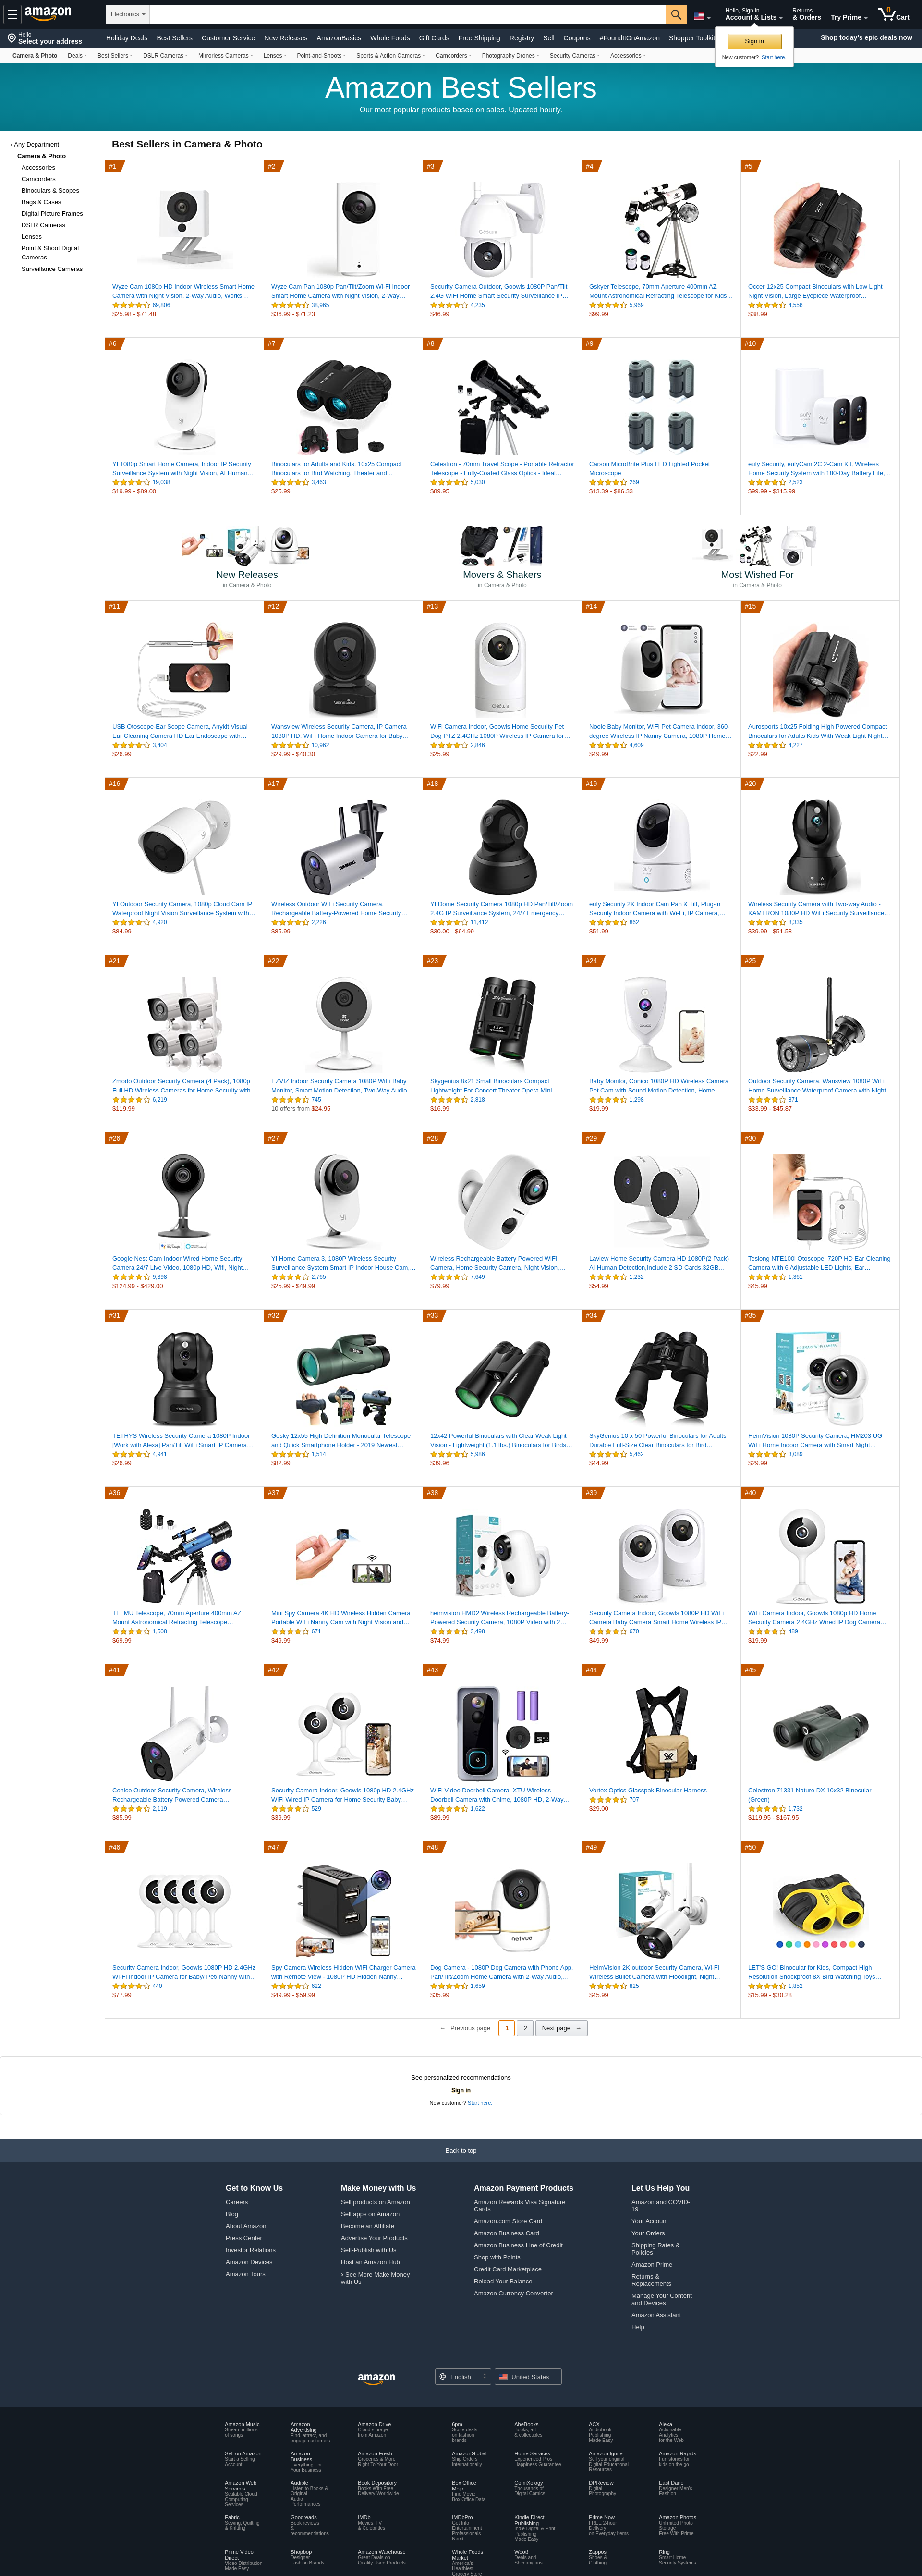 amazon
Electronics
Hello, Sign in
Account & Lists
Returns
& Orders
Try Prime
0
Cart
Hello
Select your address
Holiday Deals Best Sellers Customer Service New Releases AmazonBasics Whole Foods Gift Cards Free Shipping Registry Sell Coupons #FoundItOnAmazon Shopper Toolkit
Shop today's epic deals now
Sign in
New customer? Start here.
Camera & Photo Deals Best Sellers DSLR Cameras Mirrorless Cameras Lenses Point-and-Shoots Sports & Action Cameras Camcorders Photography Drones Security Cameras Accessories
Amazon Best Sellers
Our most popular products based on sales. Updated hourly.
‹ Any Department
Camera & Photo
Accessories
Camcorders
Binoculars & Scopes
Bags & Cases
Digital Picture Frames
DSLR Cameras
Lenses
Point & Shoot Digital
Cameras
Surveillance Cameras
Best Sellers in Camera & Photo
#1
Wyze Cam 1080p HD Indoor Wireless Smart Home
Camera with Night Vision, 2-Way Audio, Works…
69,806
$25.98 - $71.48
#2
Wyze Cam Pan 1080p Pan/Tilt/Zoom Wi-Fi Indoor
Smart Home Camera with Night Vision, 2-Way…
38,965
$36.99 - $71.23
#3
Security Camera Outdoor, Goowls 1080P Pan/Tilt
2.4G WiFi Home Smart Security Surveillance IP…
4,235
$46.99
#4
Gskyer Telescope, 70mm Aperture 400mm AZ
Mount Astronomical Refracting Telescope for Kids…
5,969
$99.99
#5
Occer 12x25 Compact Binoculars with Low Light
Night Vision, Large Eyepiece Waterproof…
4,556
$38.99
#6
YI 1080p Smart Home Camera, Indoor IP Security
Surveillance System with Night Vision, AI Human…
19,038
$19.99 - $89.00
#7
Binoculars for Adults and Kids, 10x25 Compact
Binoculars for Bird Watching, Theater and…
3,463
$25.99
#8
Celestron - 70mm Travel Scope - Portable Refractor
Telescope - Fully-Coated Glass Optics - Ideal…
5,030
$89.95
#9
Carson MicroBrite Plus LED Lighted Pocket
Microscope
269
$13.39 - $86.33
#10
eufy Security, eufyCam 2C 2-Cam Kit, Wireless
Home Security System with 180-Day Battery Life,…
2,523
$99.99 - $315.99
New Releases
in Camera & Photo
Movers & Shakers
in Camera & Photo
Most Wished For
in Camera & Photo
#11
USB Otoscope-Ear Scope Camera, Anykit Visual
Ear Cleaning Camera HD Ear Endoscope with…
3,404
$26.99
#12
Wansview Wireless Security Camera, IP Camera
1080P HD, WiFi Home Indoor Camera for Baby…
10,962
$29.99 - $40.30
#13
WiFi Camera Indoor, Goowls Home Security Pet
Dog PTZ 2.4GHz 1080P Wireless IP Camera for…
2,846
$25.99
#14
Nooie Baby Monitor, WiFi Pet Camera Indoor, 360-
degree Wireless IP Nanny Camera, 1080P Home…
4,609
$49.99
#15
Aurosports 10x25 Folding High Powered Compact
Binoculars for Adults Kids With Weak Light Night…
4,227
$22.99
#16
YI Outdoor Security Camera, 1080p Cloud Cam IP
Waterproof Night Vision Surveillance System with…
4,920
$84.99
#17
Wireless Outdoor WiFi Security Camera,
Rechargeable Battery-Powered Home Security…
2,226
$85.99
#18
YI Dome Security Camera 1080p HD Pan/Tilt/Zoom
2.4G IP Surveillance System, 24/7 Emergency…
11,412
$30.00 - $64.99
#19
eufy Security 2K Indoor Cam Pan & Tilt, Plug-in
Security Indoor Camera with Wi-Fi, IP Camera,…
862
$51.99
#20
Wireless Security Camera with Two-way Audio -
KAMTRON 1080P HD WiFi Security Surveillance…
8,335
$39.99 - $51.58
#21
Zmodo Outdoor Security Camera (4 Pack), 1080p
Full HD Wireless Cameras for Home Security with…
6,219
$119.99
#22
EZVIZ Indoor Security Camera 1080P WiFi Baby
Monitor, Smart Motion Detection, Two-Way Audio,…
745
10 offers from $24.95
#23
Skygenius 8x21 Small Binoculars Compact
Lightweight For Concert Theater Opera Mini…
2,818
$16.99
#24
Baby Monitor, Conico 1080P HD Wireless Camera
Pet Cam with Sound Motion Detection, Home…
1,298
$19.99
#25
Outdoor Security Camera, Wansview 1080P WiFi
Home Surveillance Waterproof Camera with Night…
871
$33.99 - $45.87
#26
Google Nest Cam Indoor Wired Home Security
Camera 24/7 Live Video, 1080p HD, Wifi, Night…
9,398
$124.99 - $429.00
#27
YI Home Camera 3, 1080P Wireless Security
Surveillance System Smart IP Indoor House Cam,…
2,765
$25.99 - $49.99
#28
Wireless Rechargeable Battery Powered WiFi
Camera, Home Security Camera, Night Vision,…
7,649
$79.99
#29
Laview Home Security Camera HD 1080P(2 Pack)
AI Human Detection,Include 2 SD Cards,32GB…
1,232
$54.99
#30
Teslong NTE100i Otoscope, 720P HD Ear Cleaning
Camera with 6 Adjustable LED Lights, Ear…
1,361
$45.99
#31
TETHYS Wireless Security Camera 1080P Indoor
[Work with Alexa] Pan/Tilt WiFi Smart IP Camera…
4,941
$26.99
#32
Gosky 12x55 High Definition Monocular Telescope
and Quick Smartphone Holder - 2019 Newest…
1,514
$82.99
#33
12x42 Powerful Binoculars with Clear Weak Light
Vision - Lightweight (1.1 lbs.) Binoculars for Birds…
5,986
$39.96
#34
SkyGenius 10 x 50 Powerful Binoculars for Adults
Durable Full-Size Clear Binoculars for Bird…
5,462
$44.99
#35
HeimVision 1080P Security Camera, HM203 UG
WiFi Home Indoor Camera with Smart Night…
3,089
$29.99
#36
TELMU Telescope, 70mm Aperture 400mm AZ
Mount Astronomical Refracting Telescope…
1,508
$69.99
#37
Mini Spy Camera 4K HD Wireless Hidden Camera
Portable WiFi Nanny Cam with Night Vision and…
671
$49.99
#38
heimvision HMD2 Wireless Rechargeable Battery-
Powered Security Camera, 1080P Video with 2…
3,498
$74.99
#39
Security Camera Indoor, Goowls 1080P HD WiFi
Camera Baby Camera Smart Home Wireless IP…
670
$49.99
#40
WiFi Camera Indoor, Goowls 1080p HD Home
Security Camera 2.4GHz Wired IP Dog Camera…
489
$19.99
#41
Conico Outdoor Security Camera, Wireless
Rechargeable Battery Powered Camera…
2,119
$85.99
#42
Security Camera Indoor, Goowls 1080p HD 2.4GHz
WiFi Wired IP Camera for Home Security Baby…
529
$39.99
#43
WiFi Video Doorbell Camera, XTU Wireless
Doorbell Camera with Chime, 1080P HD, 2-Way…
1,622
$89.99
#44
Vortex Optics Glasspak Binocular Harness
707
$29.00
#45
Celestron 71331 Nature DX 10x32 Binocular
(Green)
1,732
$119.95 - $167.95
#46
Security Camera Indoor, Goowls HD 1080P 2.4GHz
Wi-Fi Indoor IP Camera for Baby/ Pet/ Nanny with…
440
$77.99
#47
Spy Camera Wireless Hidden WiFi Charger Camera
with Remote View - 1080P HD Hidden Nanny…
622
$49.99 - $59.99
#48
netvue
Dog Camera - 1080P Dog Camera with Phone App,
Pan/Tilt/Zoom Home Camera with 2-Way Audio,…
1,659
$35.99
#49
HeimVision 2K outdoor Security Camera, Wi-Fi
Wireless Bullet Camera with Floodlight, Night…
825
$45.99
#50
LET'S GO! Binocular for Kids, Compact High
Resolution Shockproof 8X Bird Watching Toys…
1,852
$15.99 - $30.28
← Previous page 1 2 Next page →
See personalized recommendations
Sign in
New customer? Start here.
Back to top
Get to Know Us
Careers
Blog
About Amazon
Press Center
Investor Relations
Amazon Devices
Amazon Tours
Make Money with Us
Sell products on Amazon
Sell apps on Amazon
Become an Affiliate
Advertise Your Products
Self-Publish with Us
Host an Amazon Hub
› See More Make Money
with Us
Amazon Payment Products
Amazon Rewards Visa Signature
Cards
Amazon.com Store Card
Amazon Business Card
Amazon Business Line of Credit
Shop with Points
Credit Card Marketplace
Reload Your Balance
Amazon Currency Converter
Let Us Help You
Amazon and COVID-
19
Your Account
Your Orders
Shipping Rates &
Policies
Amazon Prime
Returns &
Replacements
Manage Your Content
and Devices
Amazon Assistant
Help
amazon
English
United States
Amazon Music
Stream millions
of songs
Amazon
Advertising
Find, attract, and
engage customers
Amazon Drive
Cloud storage
from Amazon
6pm
Score deals
on fashion
brands
AbeBooks
Books, art
& collectibles
ACX
Audiobook
Publishing
Made Easy
Alexa
Actionable
Analytics
for the Web
Sell on Amazon
Start a Selling
Account
Amazon
Business
Everything For
Your Business
Amazon Fresh
Groceries & More
Right To Your Door
AmazonGlobal
Ship Orders
Internationally
Home Services
Experienced Pros
Happiness Guarantee
Amazon Ignite
Sell your original
Digital Educational
Resources
Amazon Rapids
Fun stories for
kids on the go
Amazon Web
Services
Scalable Cloud
Computing
Services
Audible
Listen to Books &
Original
Audio
Performances
Book Depository
Books With Free
Delivery Worldwide
Box Office
Mojo
Find Movie
Box Office Data
ComiXology
Thousands of
Digital Comics
DPReview
Digital
Photography
East Dane
Designer Men's
Fashion
Fabric
Sewing, Quilting
& Knitting
Goodreads
Book reviews
&
recommendations
IMDb
Movies, TV
& Celebrities
IMDbPro
Get Info
Entertainment
Professionals
Need
Kindle Direct
Publishing
Indie Digital & Print
Publishing
Made Easy
Prime Now
FREE 2-hour
Delivery
on Everyday Items
Amazon Photos
Unlimited Photo
Storage
Free With Prime
Prime Video
Direct
Video Distribution
Made Easy
Shopbop
Designer
Fashion Brands
Amazon Warehouse
Great Deals on
Quality Used Products
Whole Foods
Market
America's
Healthiest
Grocery Store
Woot!
Deals and
Shenanigans
Zappos
Shoes &
Clothing
Ring
Smart Home
Security Systems